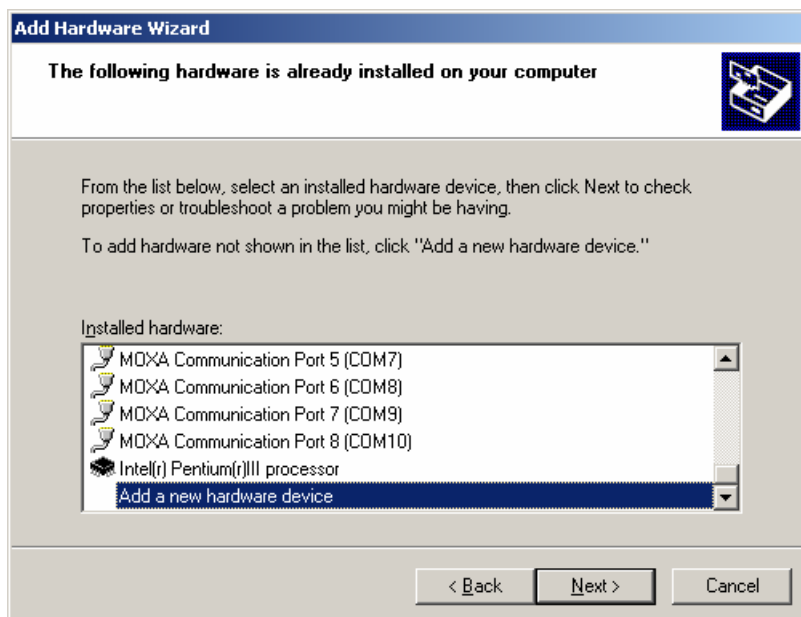 Add Hardware Wizard
The following hardware is already installed on your computer
From the list below, select an installed hardware device, then click Next to check
properties or troubleshoot a problem you might be having.
To add hardware not shown in the list, click "Add a new hardware device."
Installed hardware:
MOXA Communication Port 5 (COM7)
MOXA Communication Port 6 (COM8)
MOXA Communication Port 7 (COM9)
MOXA Communication Port 8 (COM10)
Intel(r) Pentium(r)III processor
Add a new hardware device
< Back Next > Cancel